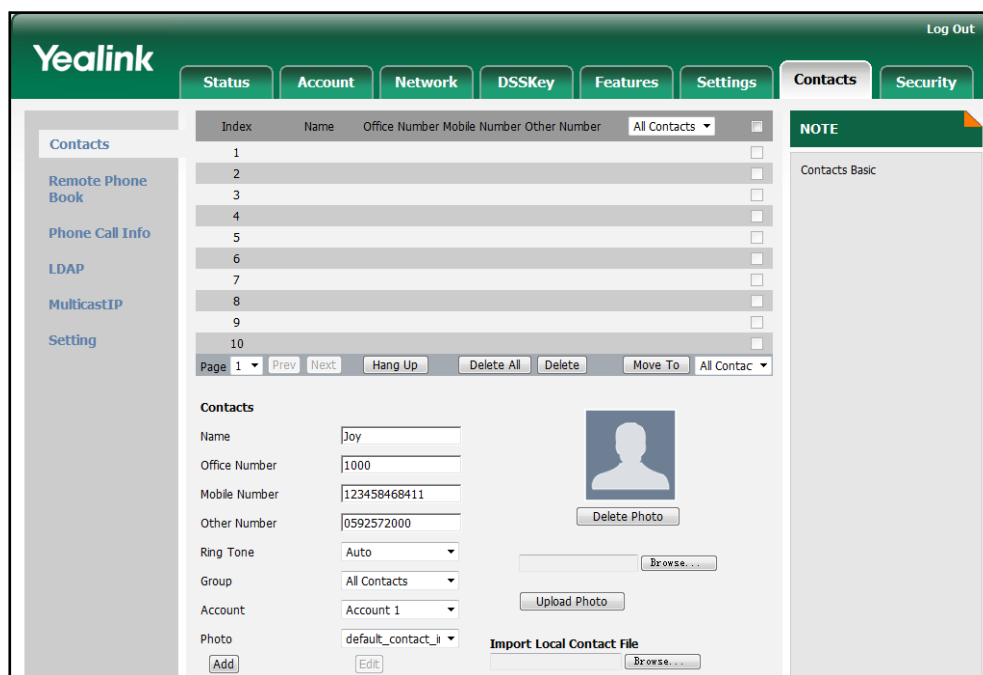 Log Out
Yealink
Status Account Network DSSKey Features Settings Contacts Security
Contacts
Remote Phone
Book
Phone Call Info
LDAP
MulticastIP
Setting
Index Name Office Number Mobile Number Other Number All Contacts
1
2
3
4
5
6
7
8
9
10
Page 1 Prev Next Hang Up Delete All Delete Move To All Contac
NOTE
Contacts Basic
Contacts
Name Joy
Office Number 1000
Mobile Number 123458468411
Other Number 0592572000
Ring Tone Auto
Group All Contacts
Account Account 1
Photo default_contact_i
Add Edit
Delete Photo
Browse...
Upload Photo
Import Local Contact File
Browse...